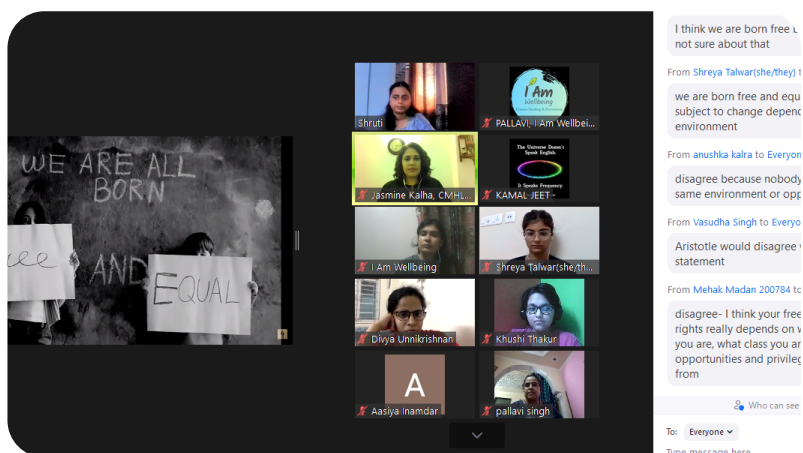 WE ARE ALL
BORN
AND
EQUAL
Shruti
I Am
Wellbeing
PALLAVI, I Am Wellbei...
Jasmine Kalha, CMHL...
The Universe Doesn't
Speak English.
It Speaks Frequency.
KAMAL JEET
I Am Wellbeing
Shreya Talwar(she/th...
Divya Unnikrishnan
Khushi Thakur
A
Aasiya Inamdar
pallavi singh
I think we are born free
not sure about that
From Shreya Talwar(she/they)
we are born free and equ
subject to change depend
environment
From anushka kalra to Everyon
disagree because nobody
same environment or opp
From Vasudha Singh to Everyo
Aristotle would disagree
statement
From Mehak Madan 200784 to
disagree- I think your free
rights really depends on
you are, what class you ar
opportunities and privileg
from
Who can see
To: Everyone
Type message here